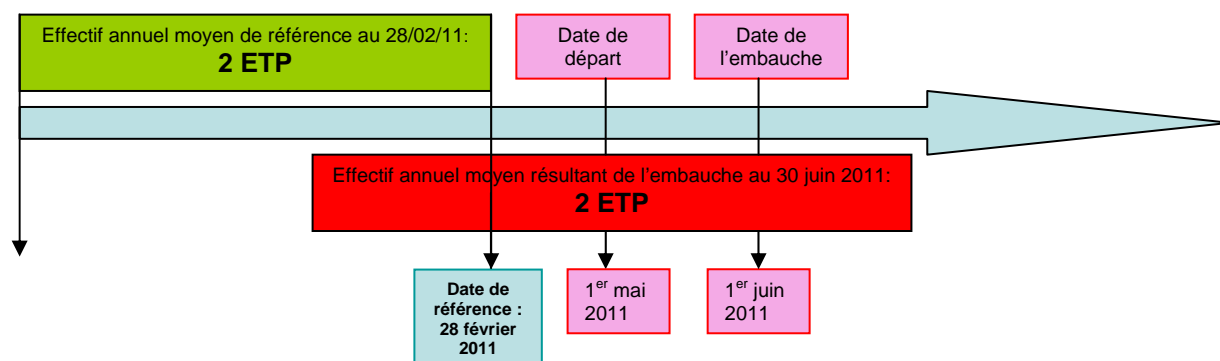 Effectif annuel moyen de référence au 28/02/11:
2 ETP
Date de
départ
Date de
l’embauche
Effectif annuel moyen résultant de l’embauche au 30 juin 2011:
2 ETP
Date de
référence :
28 février
2011
1er mai
2011
1er juin
2011